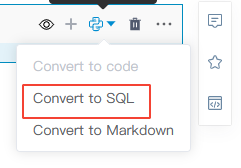 Convert to code
Convert to SQL
Convert to Markdown